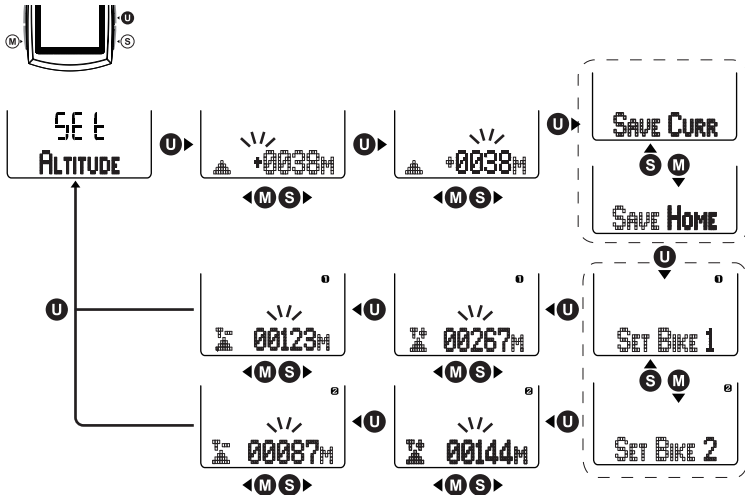 U
M S
SEt
ALTITUDE
U
+0038M
M S
U
+0038M
M S
U
SAVE CURR
S M
SAVE HOME
U
1
SET BIKE 1
S M
2
SET BIKE 2
U
1
00267M
M S
U
1
00123M
M S
U
U
2
00144M
M S
U
2
00087M
M S